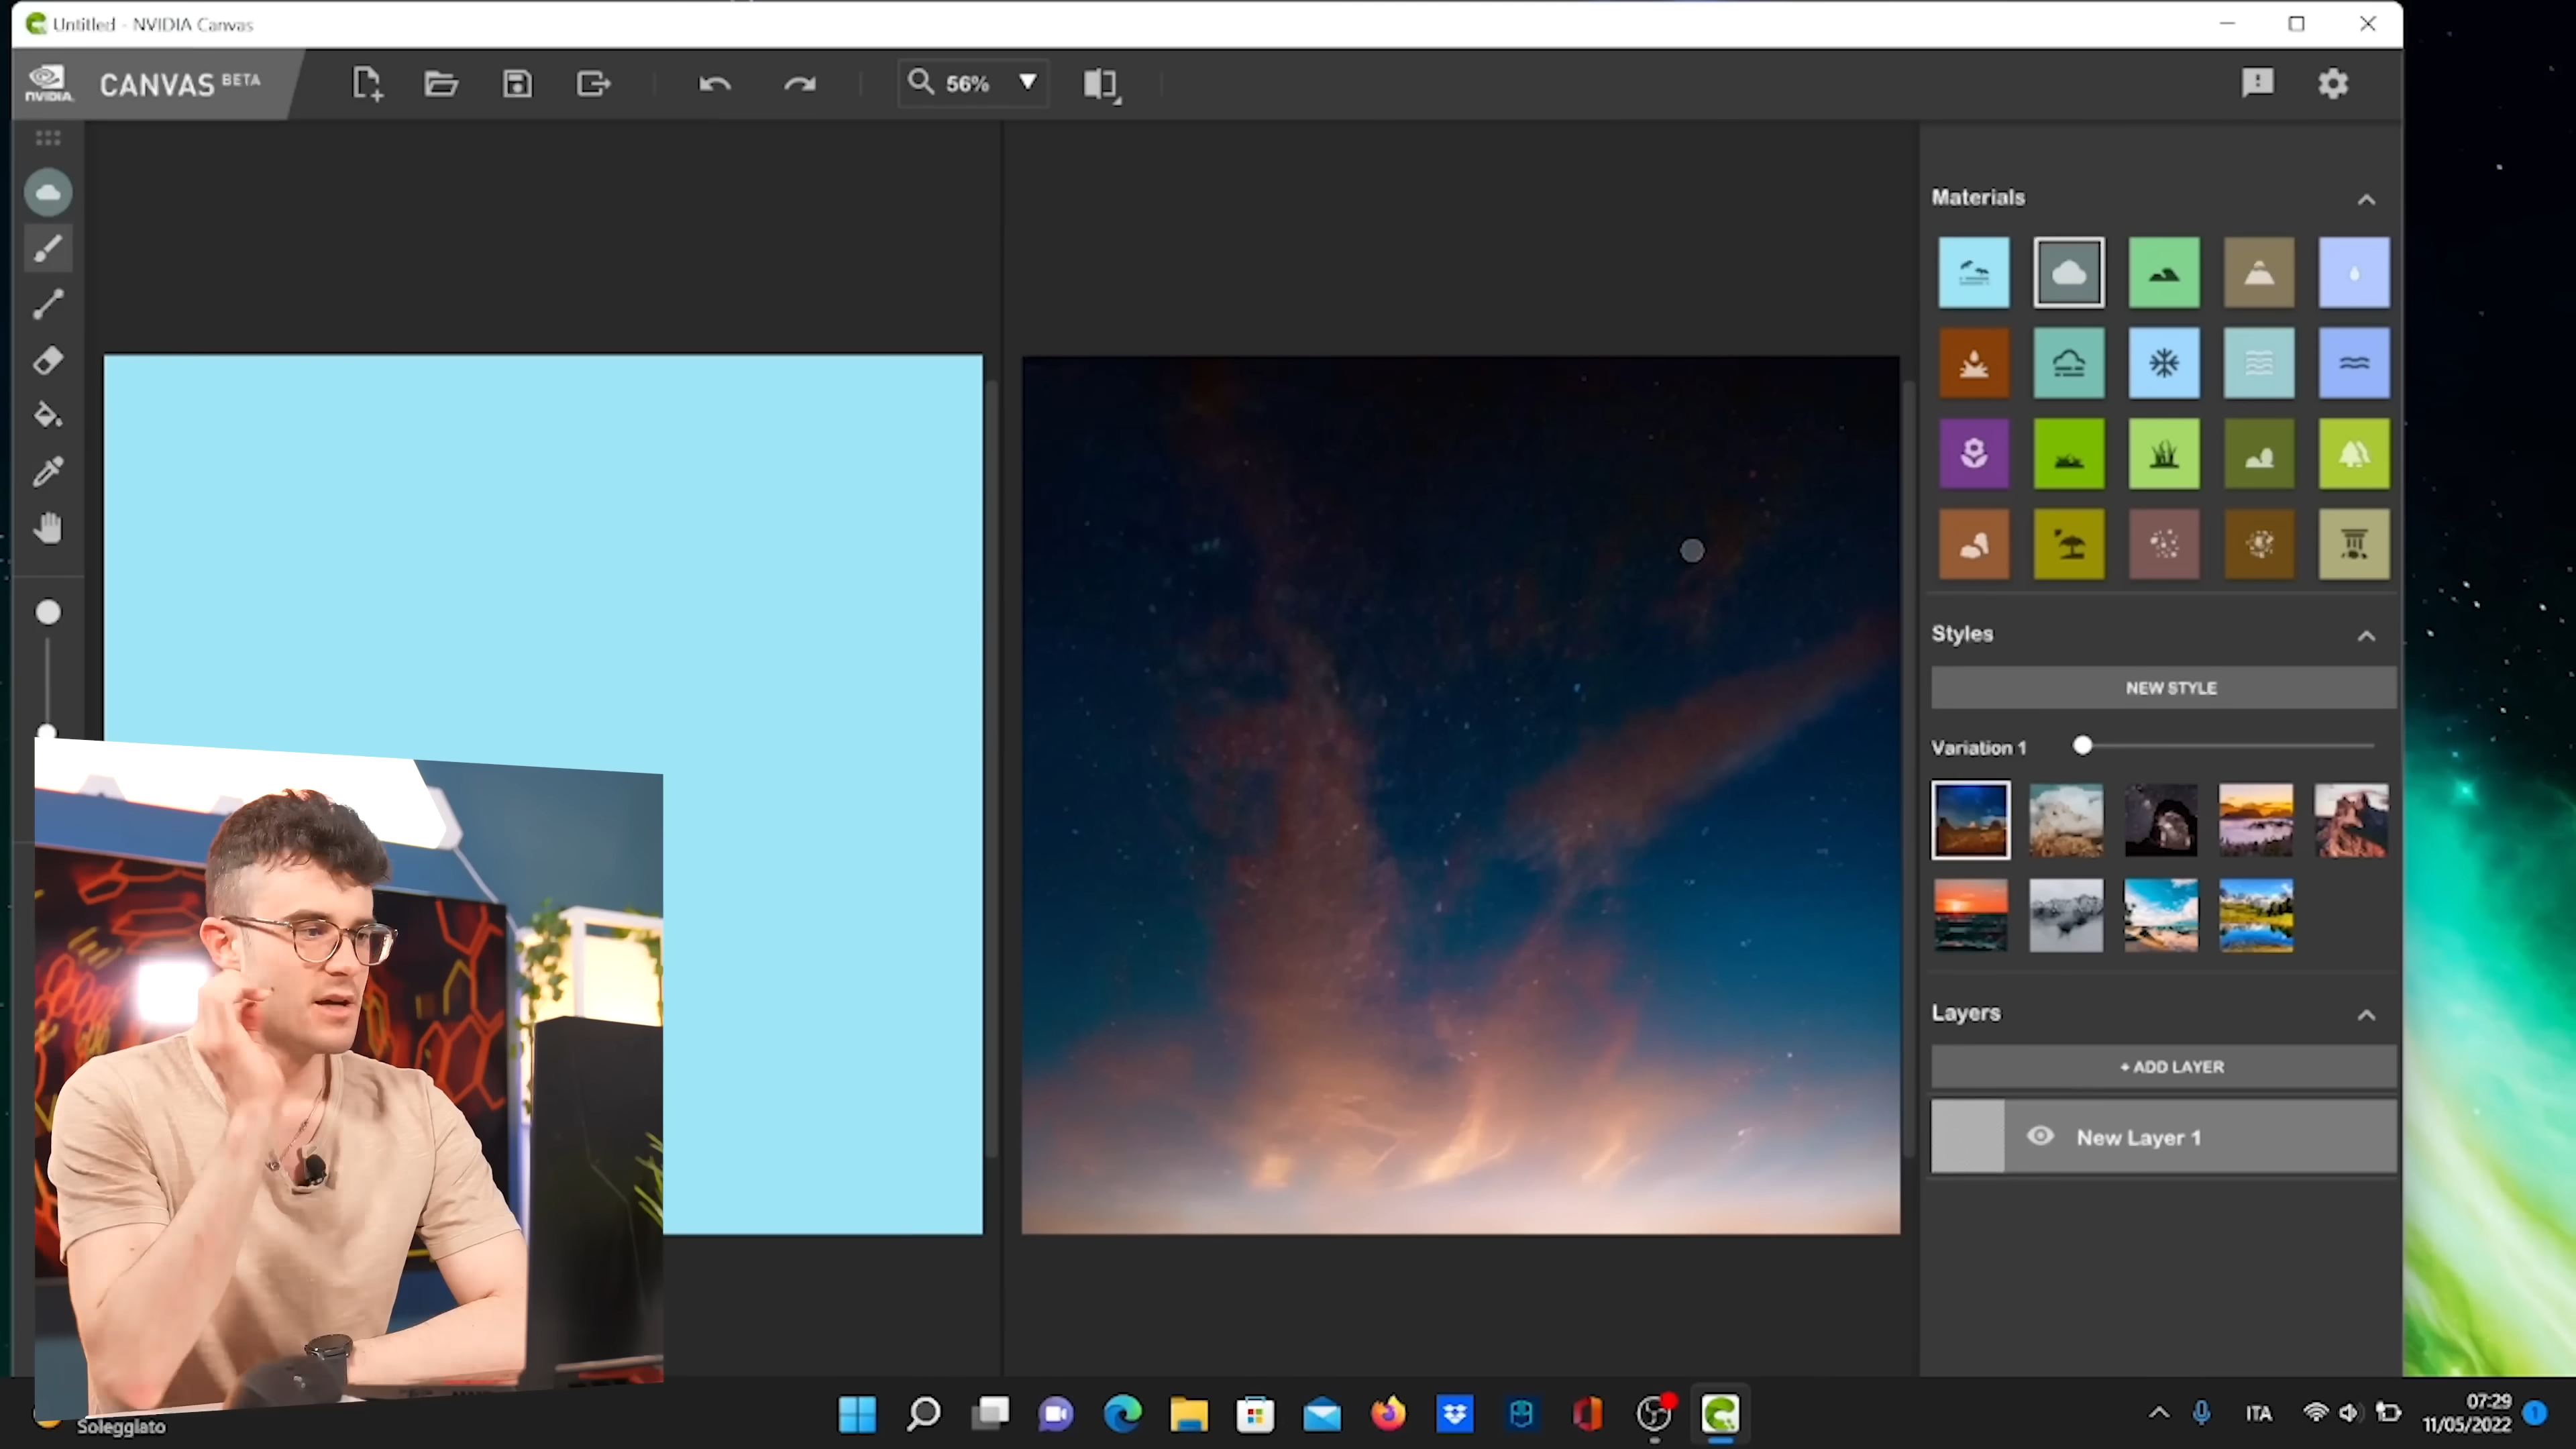 Untitled - NVIDIA Canvas
NVIDIA.
CANVAS BETA
56%
Materials
Styles
NEW STYLE
Variation 1
Layers
+ ADD LAYER
New Layer 1
Soleggiato
ITA
07:29
11/05/2022
1